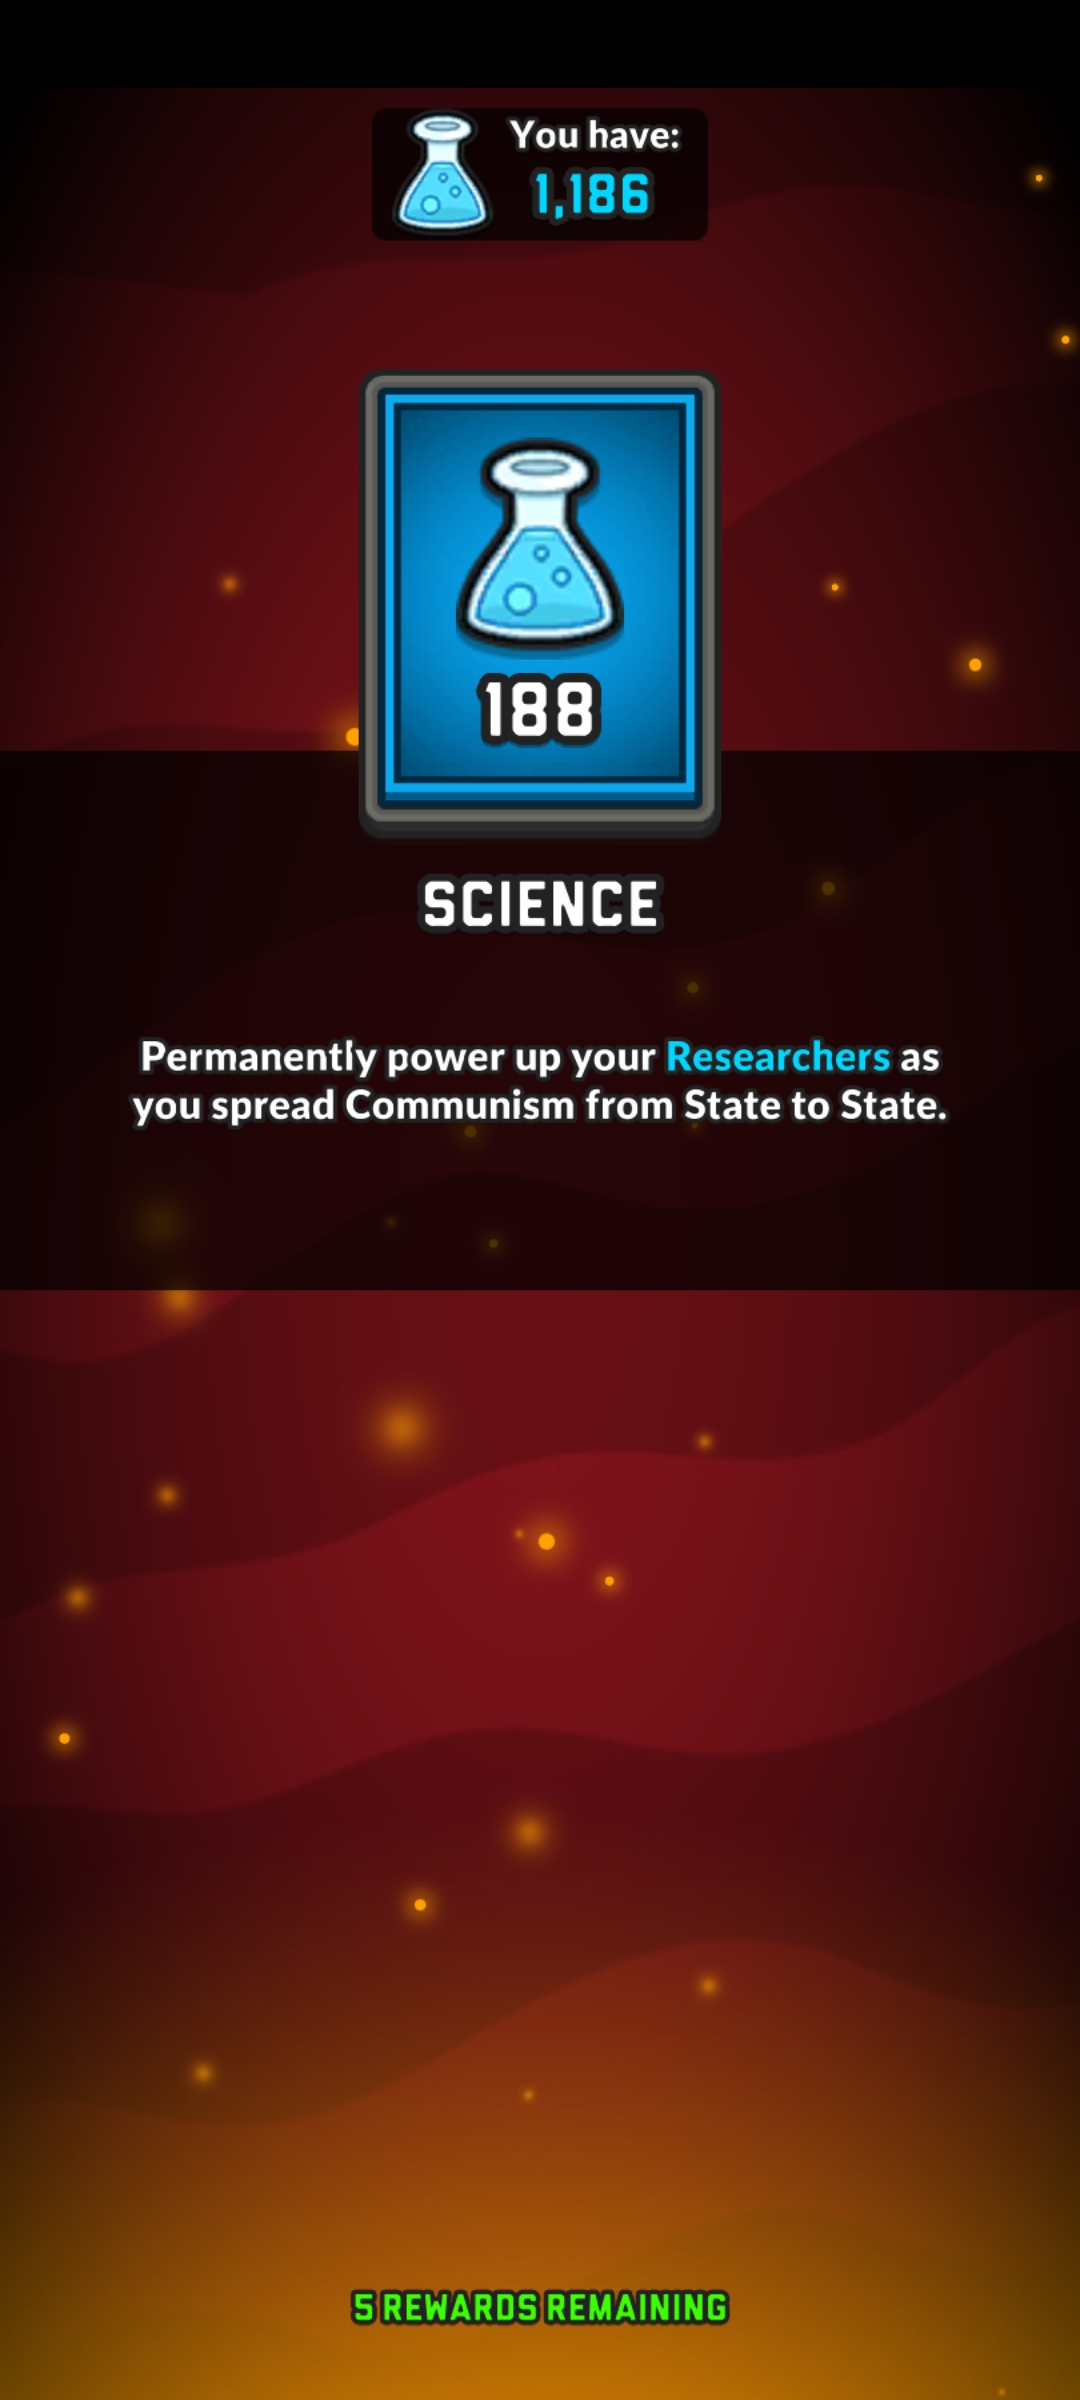 You have:
1,186
188
SCIENCE
Permanently power up your Researchers as
you spread Communism from State to State.
5 REWARDS REMAINING